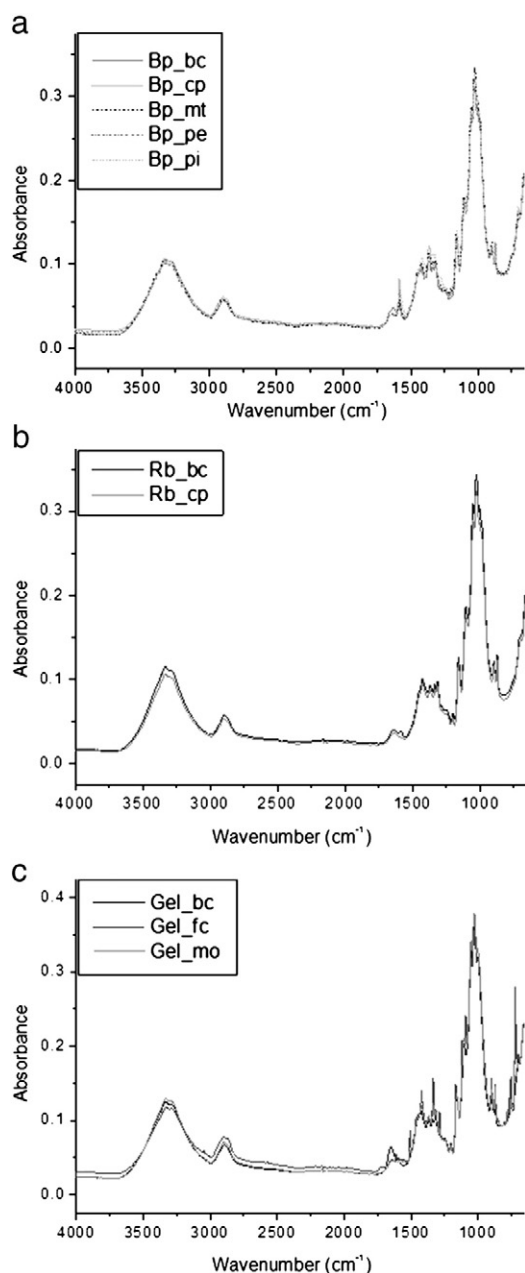 a
Bp_bc
Bp_cp
Bp_mt
Bp_pe
Bp_pi
0.3
0.2
0.1
0.0
Absorbance
4000 3500 3000 2500 2000 1500 1000
Wavenumber (cm⁻¹)
b
Rb_bc
Rb_cp
0.3
0.2
0.1
0.0
Absorbance
4000 3500 3000 2500 2000 1500 1000
Wavenumber (cm⁻¹)
c
Gel_bc
Gel_fc
Gel_mo
0.4
0.3
0.2
0.1
0.0
Absorbance
4000 3500 3000 2500 2000 1500 1000
Wavenumber (cm⁻¹)